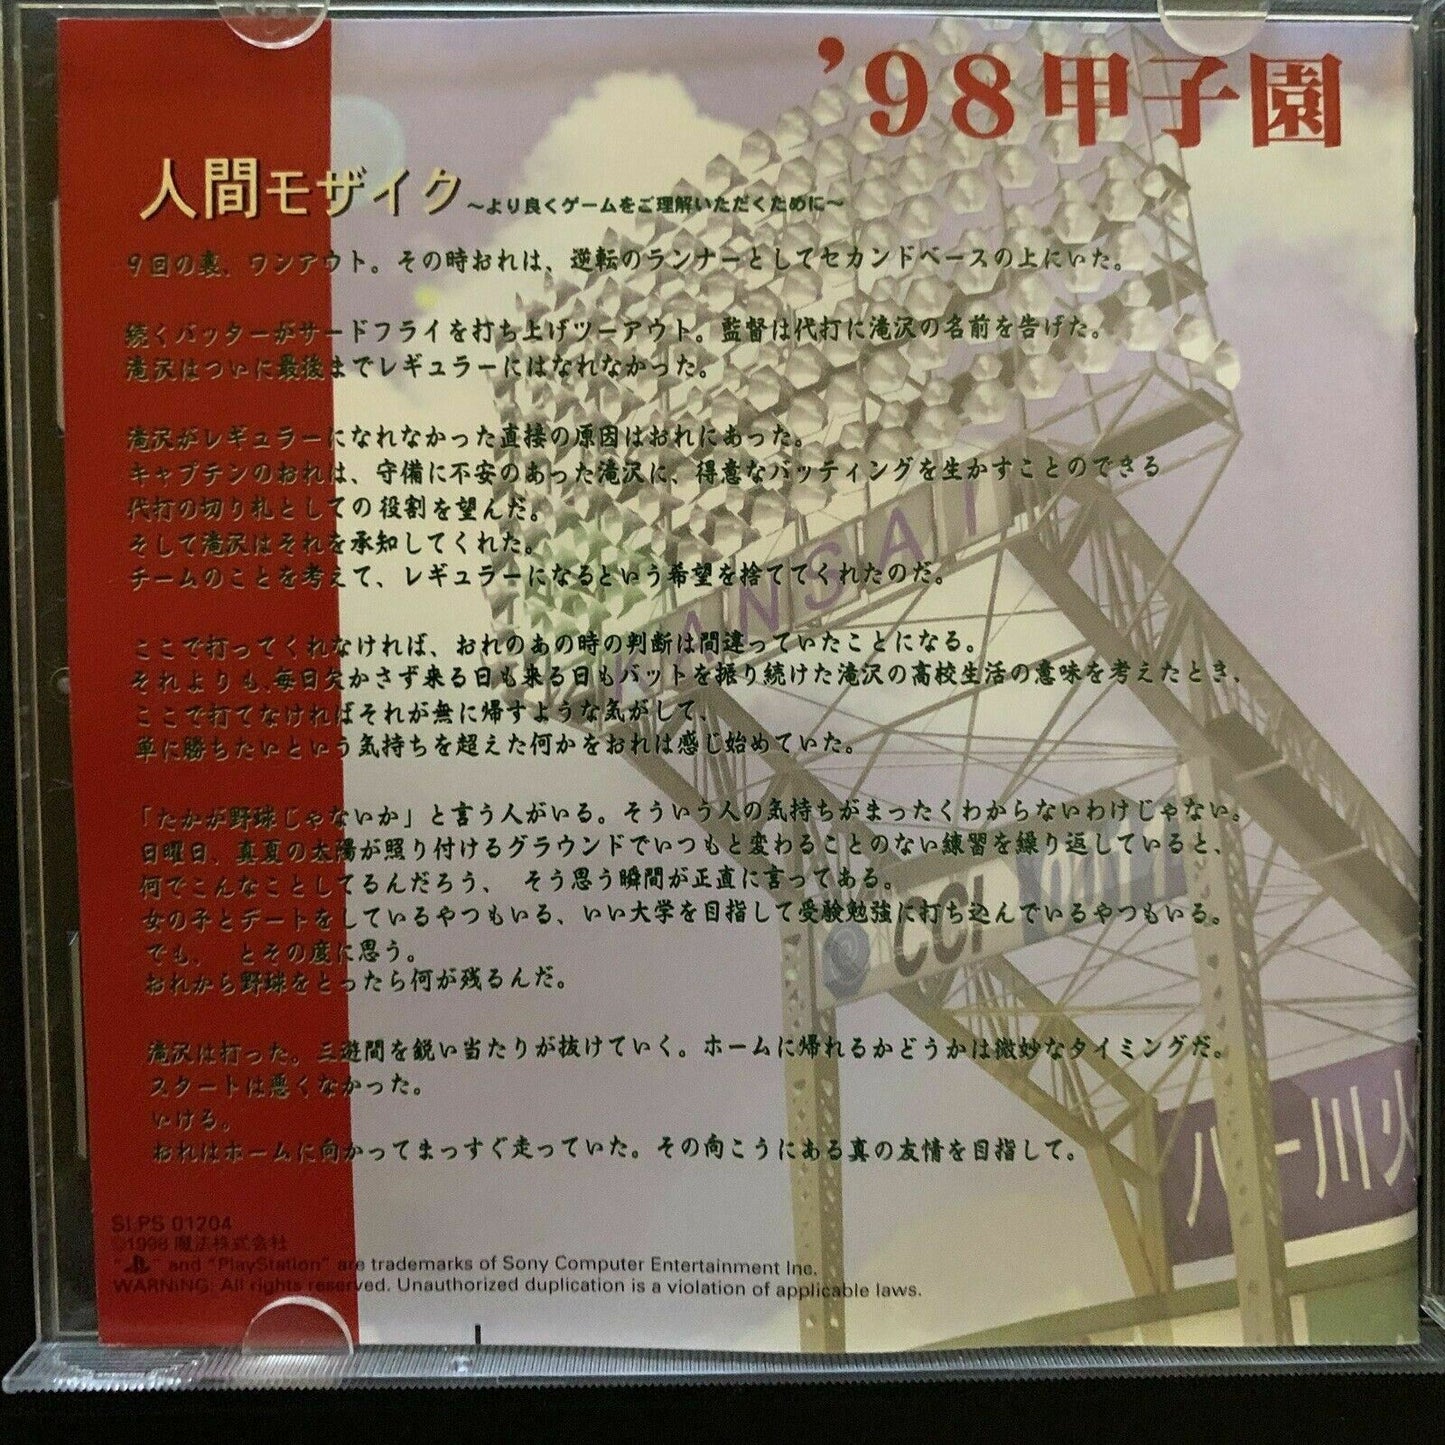 '98甲子園
人間モザイク ～より良くゲームをご理解いただくために～
9回の裏、ワンアウト。その時おれは、逆転のランナーとしてセカンドベースの上にいた。
続くバッターがサードフライを打ち上げツーアウト。監督は代打に滝沢の名前を告げた。
滝沢はついに最後までレギュラーにはなれなかった。
滝沢がレギュラーになれなかった直接の原因はおれにあった。
キャプテンのおれは、守備に不安のあった滝沢に、得意なバッティングを生かすことのできる
代打の切り札としての役割を望んだ。
そして滝沢はそれを承知してくれた。
チームのことを考えて、レギュラーになるという希望を捨ててくれたのだ。
ここで打ってくれなければ、おれのあの時の判断は間違っていたことになる。
それよりも、毎日欠かさず来る日も来る日もバットを振り続けた滝沢の高校生活の意味を考えたとき、
ここで打てなければそれが無に帰すような気がして、
単に勝ちたいという気持ちを超えた何かをおれは感じ始めていた。
「たかが野球じゃないか」と言う人がいる。そういう人の気持ちがまったくわからないわけじゃない。
日曜日、真夏の太陽が照り付けるグラウンドでいつもと変わることのない練習を繰り返していると、
何でこんなことしてるんだろう、 そう思う瞬間が正直に言ってある。
女の子とデートをしているやつもいる、いい大学を目指して受験勉強に打ち込んでいるやつもいる。
でも、 とその度に思う。
おれから野球をとったら何が残るんだ。
滝沢は打った。三遊間を鋭い当たりが抜けていく。ホームに帰れるかどうかは微妙なタイミングだ。
スタートは悪くなかった。
いける。
おれはホームに向かってまっすぐ走っていた。その向こうにある真の友情を目指して。
KANSAI
CCI
八一川火
SLPS 01204
©1998 魔法株式会社
" " and "PlayStation" are trademarks of Sony Computer Entertainment Inc.
WARNING: All rights reserved. Unauthorized duplication is a violation of applicable laws.